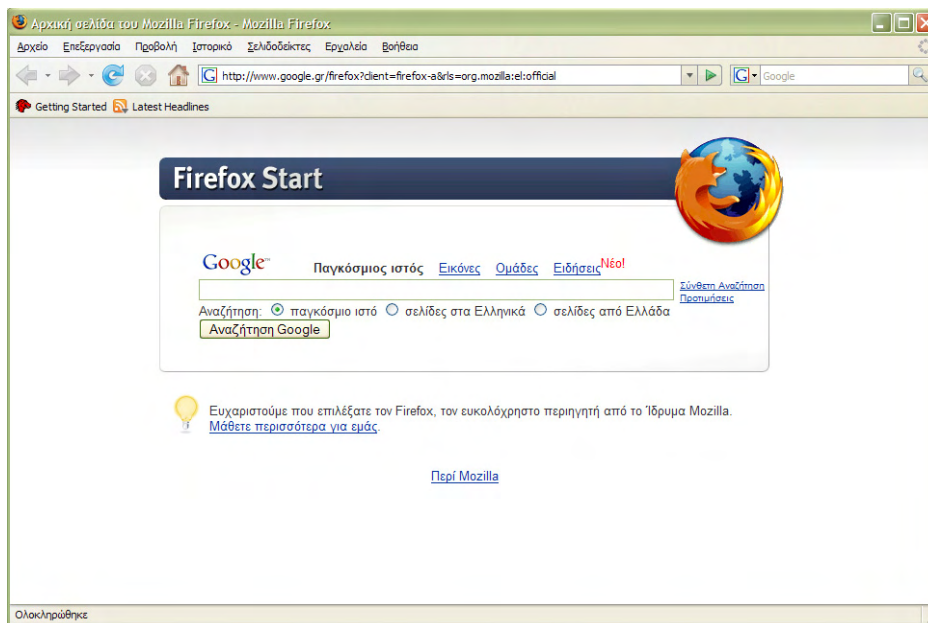 Αρχική σελίδα του Mozilla Firefox - Mozilla Firefox
Αρχείο Επεξεργασία Προβολή Ιστορικό Σελιδοδείκτες Εργαλεία Βοήθεια
G http://www.google.gr/firefox?client=firefox-a&rls=org.mozilla:el:official G Google
Getting Started Latest Headlines
Firefox Start
Google™ Παγκόσμιος ιστός Εικόνες Ομάδες Ειδήσεις Νέο!
Σύνθετη Αναζήτηση
Προτιμήσεις
Αναζήτηση: παγκόσμιο ιστό σελίδες στα Ελληνικά σελίδες από Ελλάδα
Αναζήτηση Google
Ευχαριστούμε που επιλέξατε τον Firefox, τον ευκολόχρηστο περιηγητή από το Ίδρυμα Mozilla.
Μάθετε περισσότερα για εμάς.
Περί Mozilla
Ολοκληρώθηκε